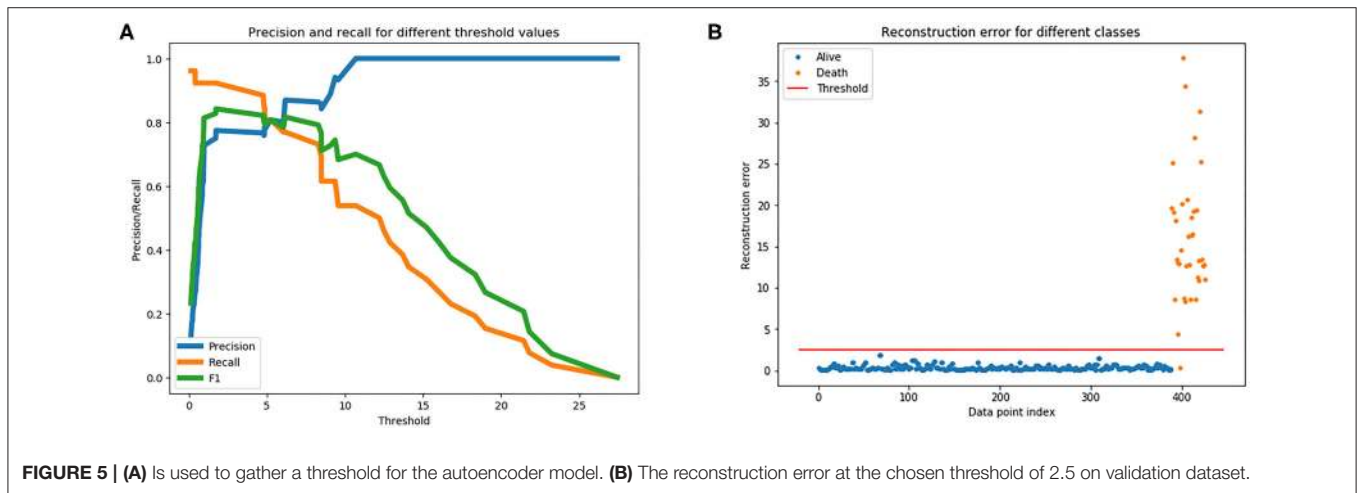 A
Precision and recall for different threshold values
1.0
0.8
0.6
0.4
0.2
0.0
Precision/Recall
Precision
Recall
F1
0
5
10
15
20
25
Threshold
B
Reconstruction error for different classes
Alive
Death
Threshold
35
30
25
20
15
10
5
0
Reconstruction error
0
100
200
300
400
Data point index
FIGURE 5 | (A) Is used to gather a threshold for the autoencoder model. (B) The reconstruction error at the chosen threshold of 2.5 on validation dataset.